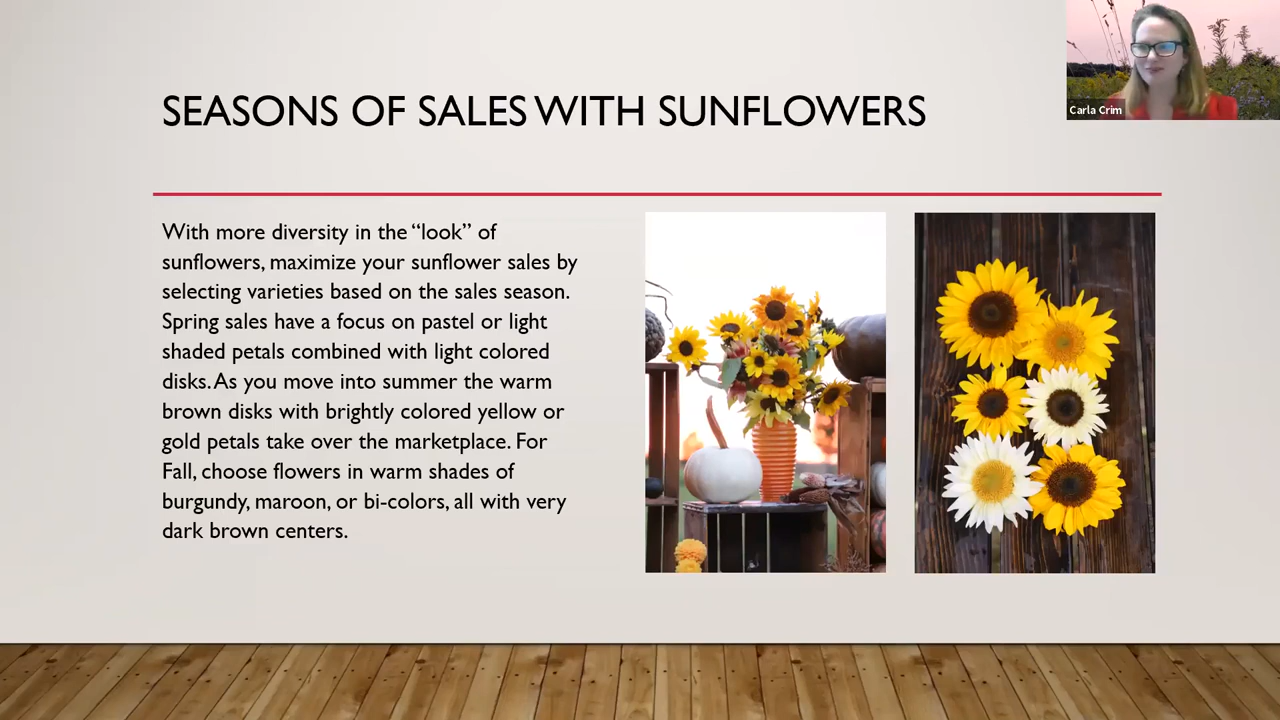 SEASONS OF SALES WITH SUNFLOWERS
Carla Crim
With more diversity in the “look” of
sunflowers, maximize your sunflower sales by
selecting varieties based on the sales season.
Spring sales have a focus on pastel or light
shaded petals combined with light colored
disks. As you move into summer the warm
brown disks with brightly colored yellow or
gold petals take over the marketplace. For
Fall, choose flowers in warm shades of
burgundy, maroon, or bi-colors, all with very
dark brown centers.